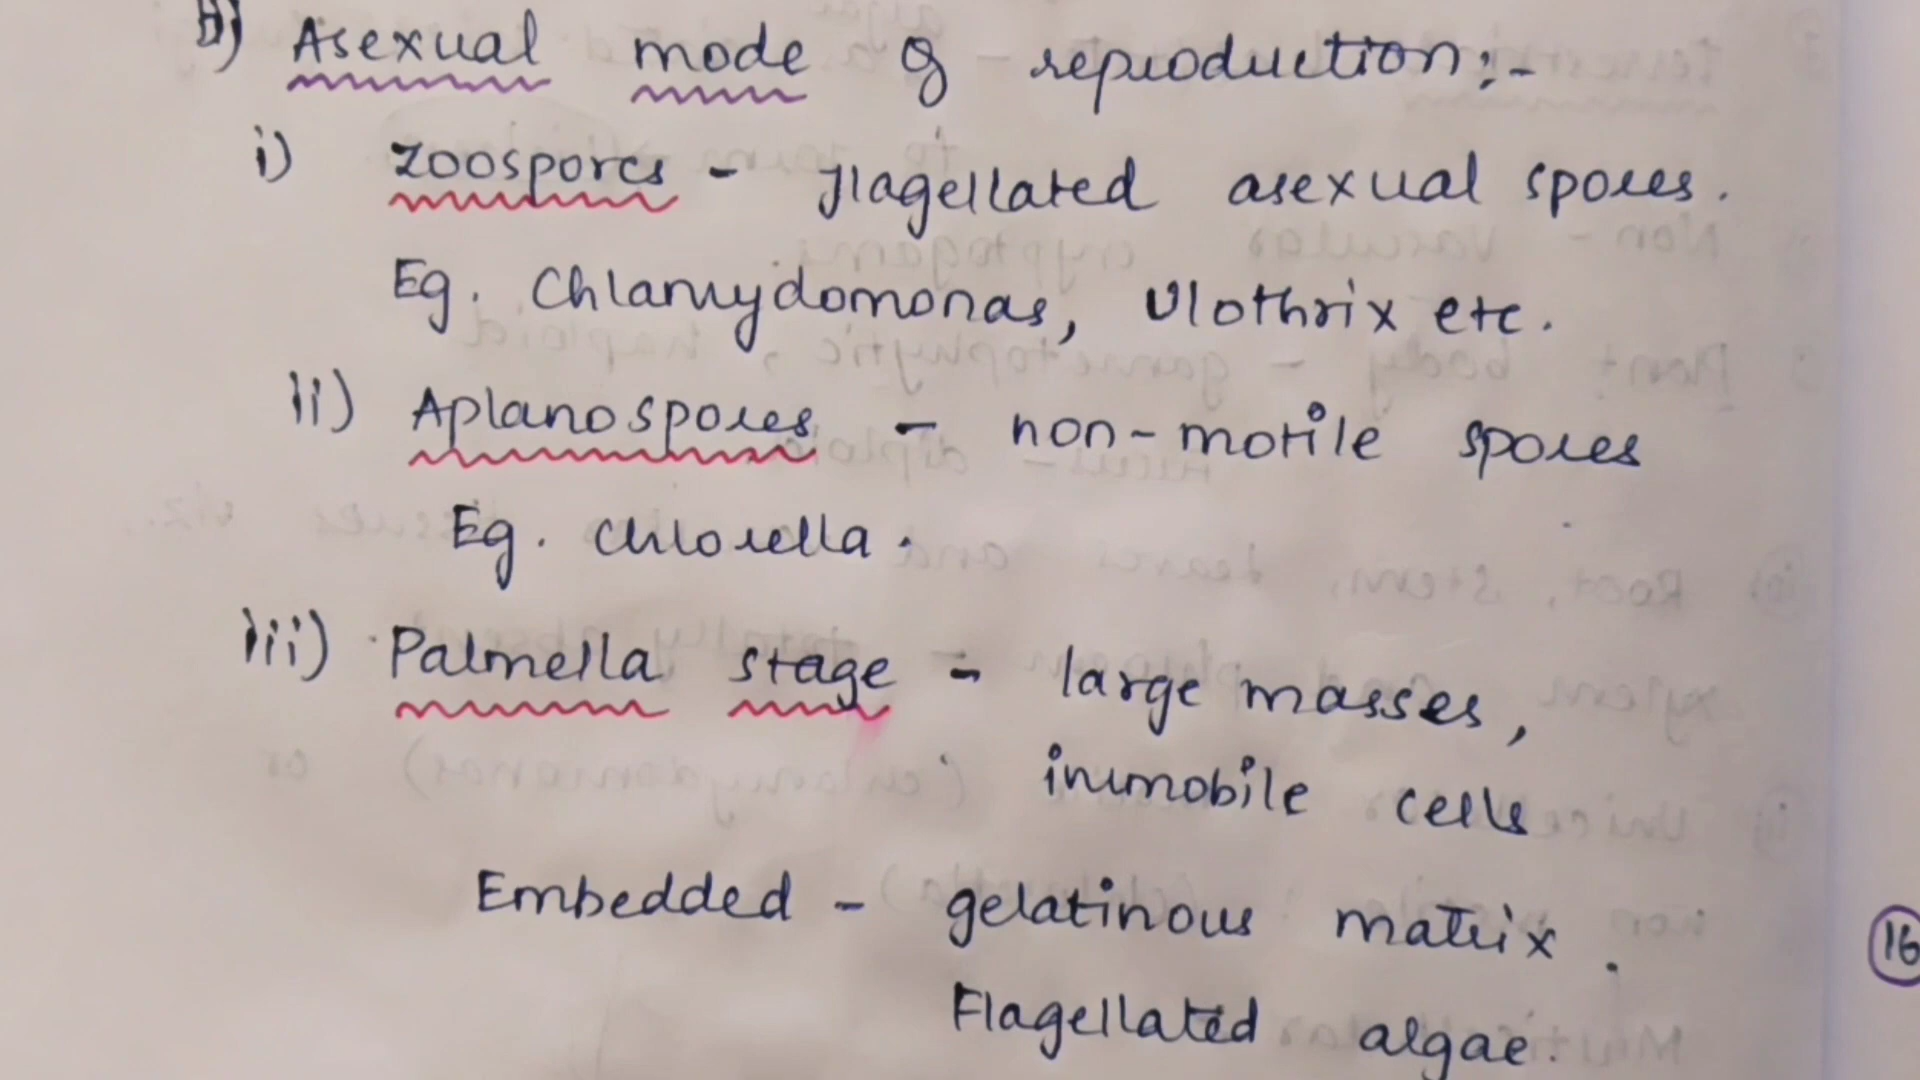 B) Asexual mode of reproduction:-
i) Zoospores - flagellated asexual spores.
Eg. Chlamydomonas, Ulothrix etc.
ii) Aplanospores - non-motile spores
Eg. Chlorella.
iii) Palmella stage - large masses,
immobile cells
Embedded - gelatinous matrix.
16
Flagellated algae.